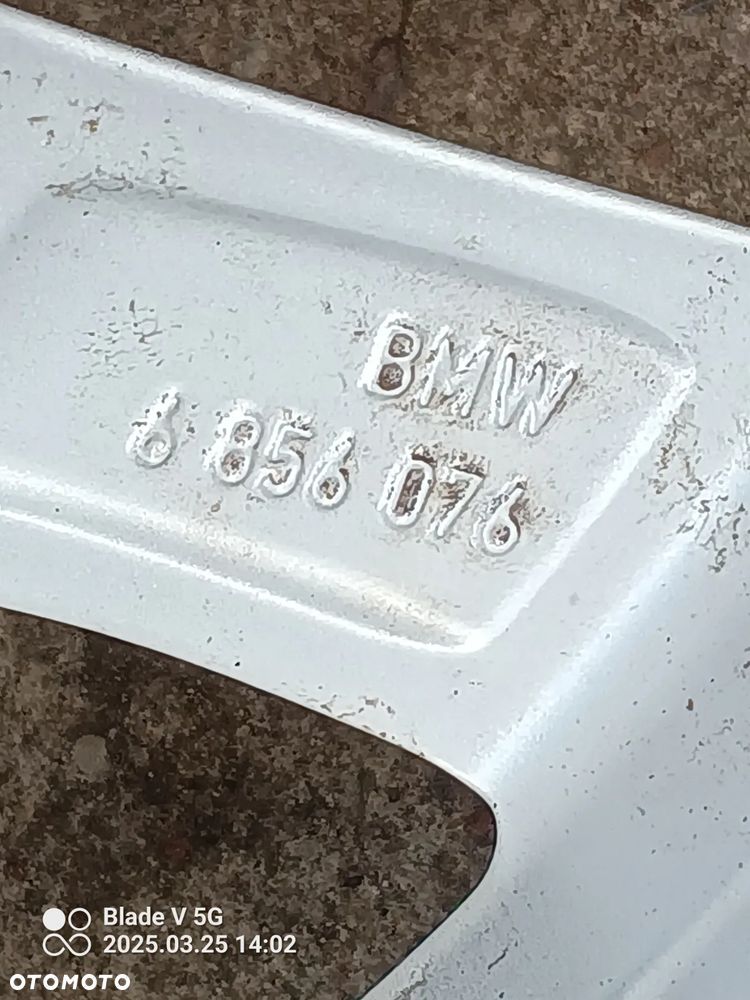 BMW
6 856 076
Blade V 5G
2025.03.25 14:02
OTOMOTO